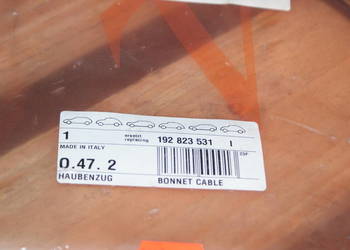 1 ersetzt 192 823 531 I
replacing
MADE IN ITALY
0.47. 2
HAUBENZUG BONNET CABLE